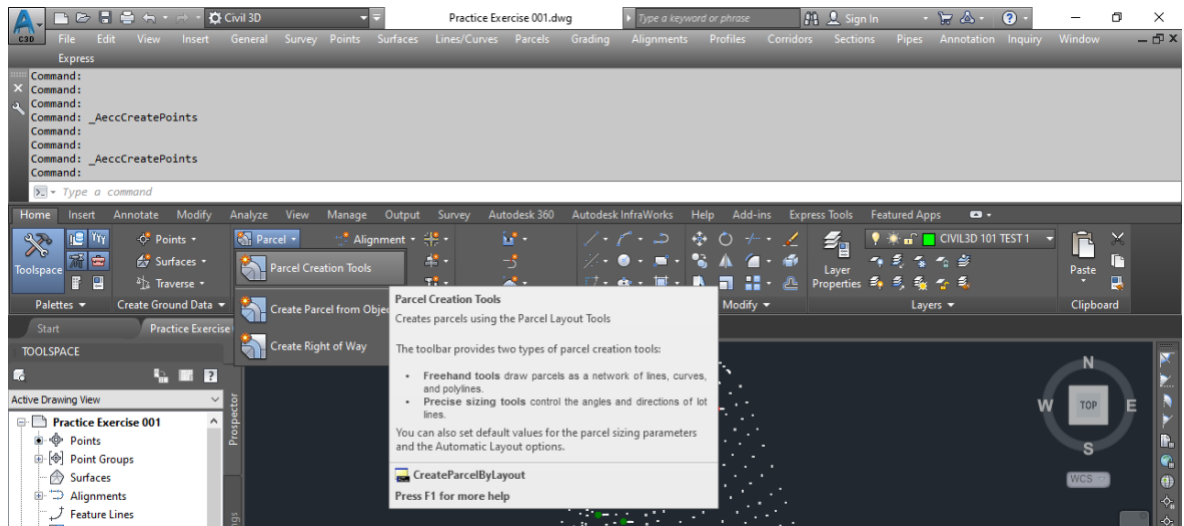 Civil 3D
Practice Exercise 001.dwg
Type a keyword or phrase
Sign In
C3D
File Edit View Insert General Survey Points Surfaces Lines/Curves Parcels Grading Alignments Profiles Corridors Sections Pipes Annotation Inquiry Window
Express
Command:
Command:
Command:
Command: _AeccCreatePoints
Command:
Command:
Command: _AeccCreatePoints
Command:
Type a command
Home Insert Annotate Modify Analyze View Manage Output Survey Autodesk 360 Autodesk InfraWorks Help Add-ins Express Tools Featured Apps
Toolspace
Points
Surfaces
Traverse
Parcel
Alignment
Layer
Properties
CIVIL3D 101 TEST 1
Paste
Palettes
Create Ground Data
Modify
Layers
Clipboard
Parcel Creation Tools
Create Parcel from Objec
Create Right of Way
Start
Practice Exercise
Parcel Creation Tools
Creates parcels using the Parcel Layout Tools
The toolbar provides two types of parcel creation tools:
• Freehand tools draw parcels as a network of lines, curves,
and polylines.
• Precise sizing tools control the angles and directions of lot
lines.
You can also set default values for the parcel sizing parameters
and the Automatic Layout options.
CreateParcelByLayout
Press F1 for more help
TOOLSPACE
Active Drawing View
Practice Exercise 001
Points
Point Groups
Surfaces
Alignments
Feature Lines
Prospector
ngs
N
W
TOP
E
S
WCS